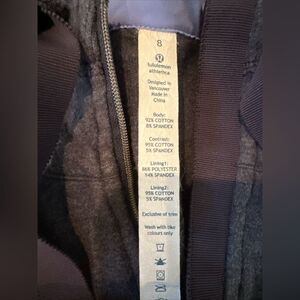 8
lululemon
athletica
Designed in
Vancouver
Made in
China
Body:
92% COTTON
8% SPANDEX
Contrast:
95% COTTON
5% SPANDEX
Lining1:
86% POLYESTER
14% SPANDEX
Lining2:
95% COTTON
5% SPANDEX
Exclusive of trim
Wash with like
colours only